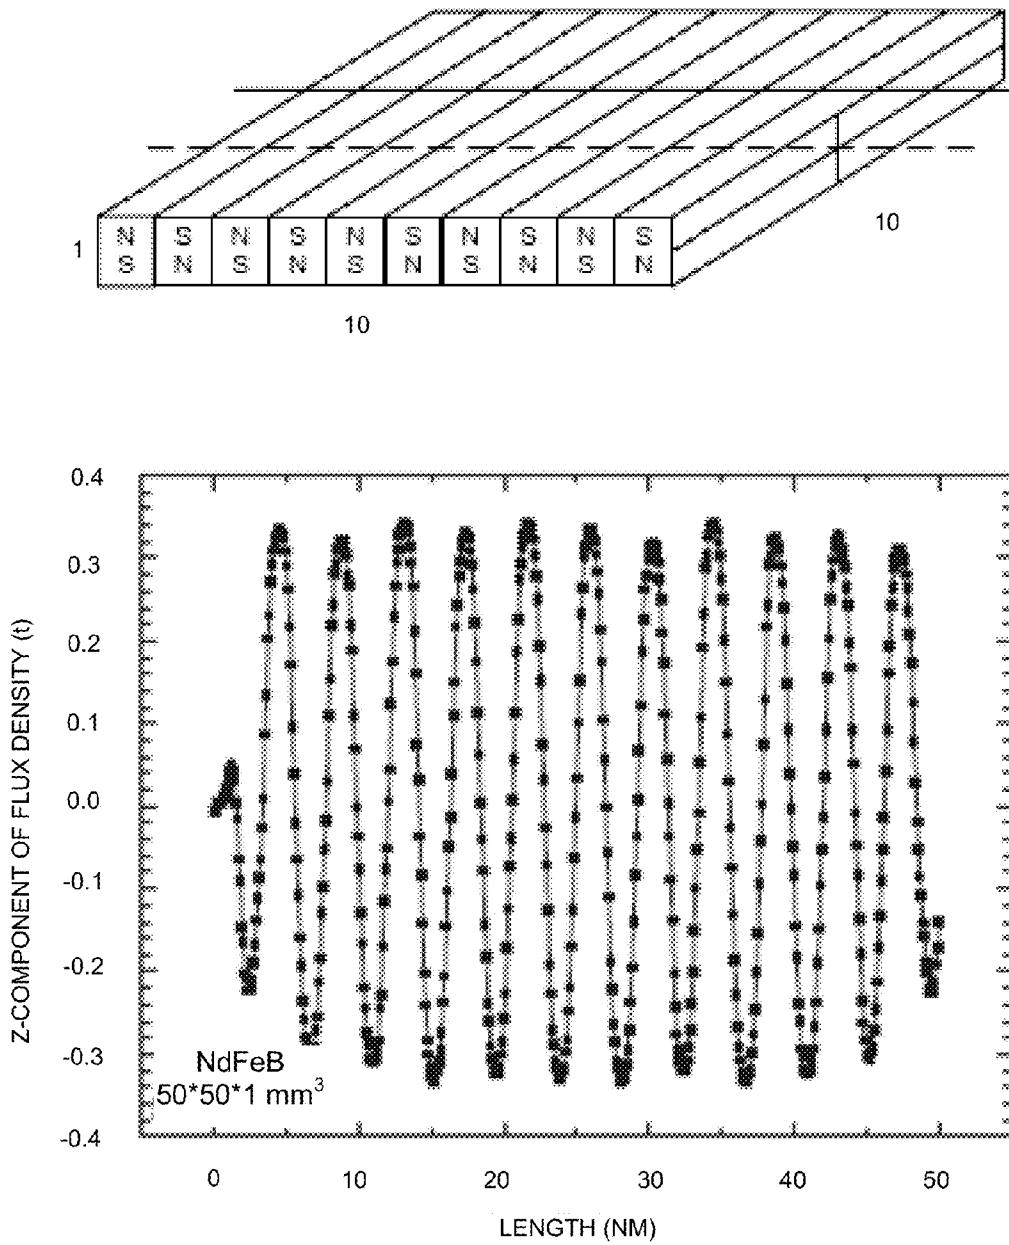 N S N S N S N S N S
1
S N S N S N S N S N
10
10
0.4
0.3
0.2
0.1
0.0
-0.1
-0.2
-0.3
-0.4
Z-COMPONENT OF FLUX DENSITY (t)
NdFeB
50*50*1 mm³
0 10 20 30 40 50
LENGTH (NM)